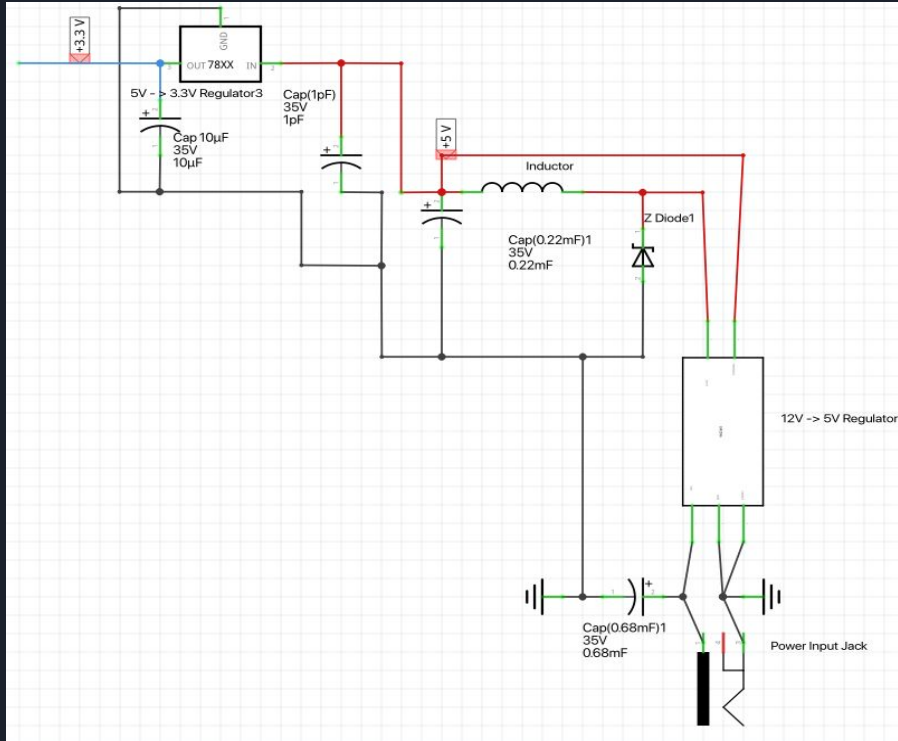 +3.3 V
GND
1
OUT 78XX IN
2
5V - > 3.3V Regulator3
+
Cap 10µF
35V
10µF
Cap(1pF)
35V
1pF
+
+5 V
Inductor
+
Cap(0.22mF)1
35V
0.22mF
Z Diode1
12V -> 5V Regulator
+
Cap(0.68mF)1
35V
0.68mF
Power Input Jack